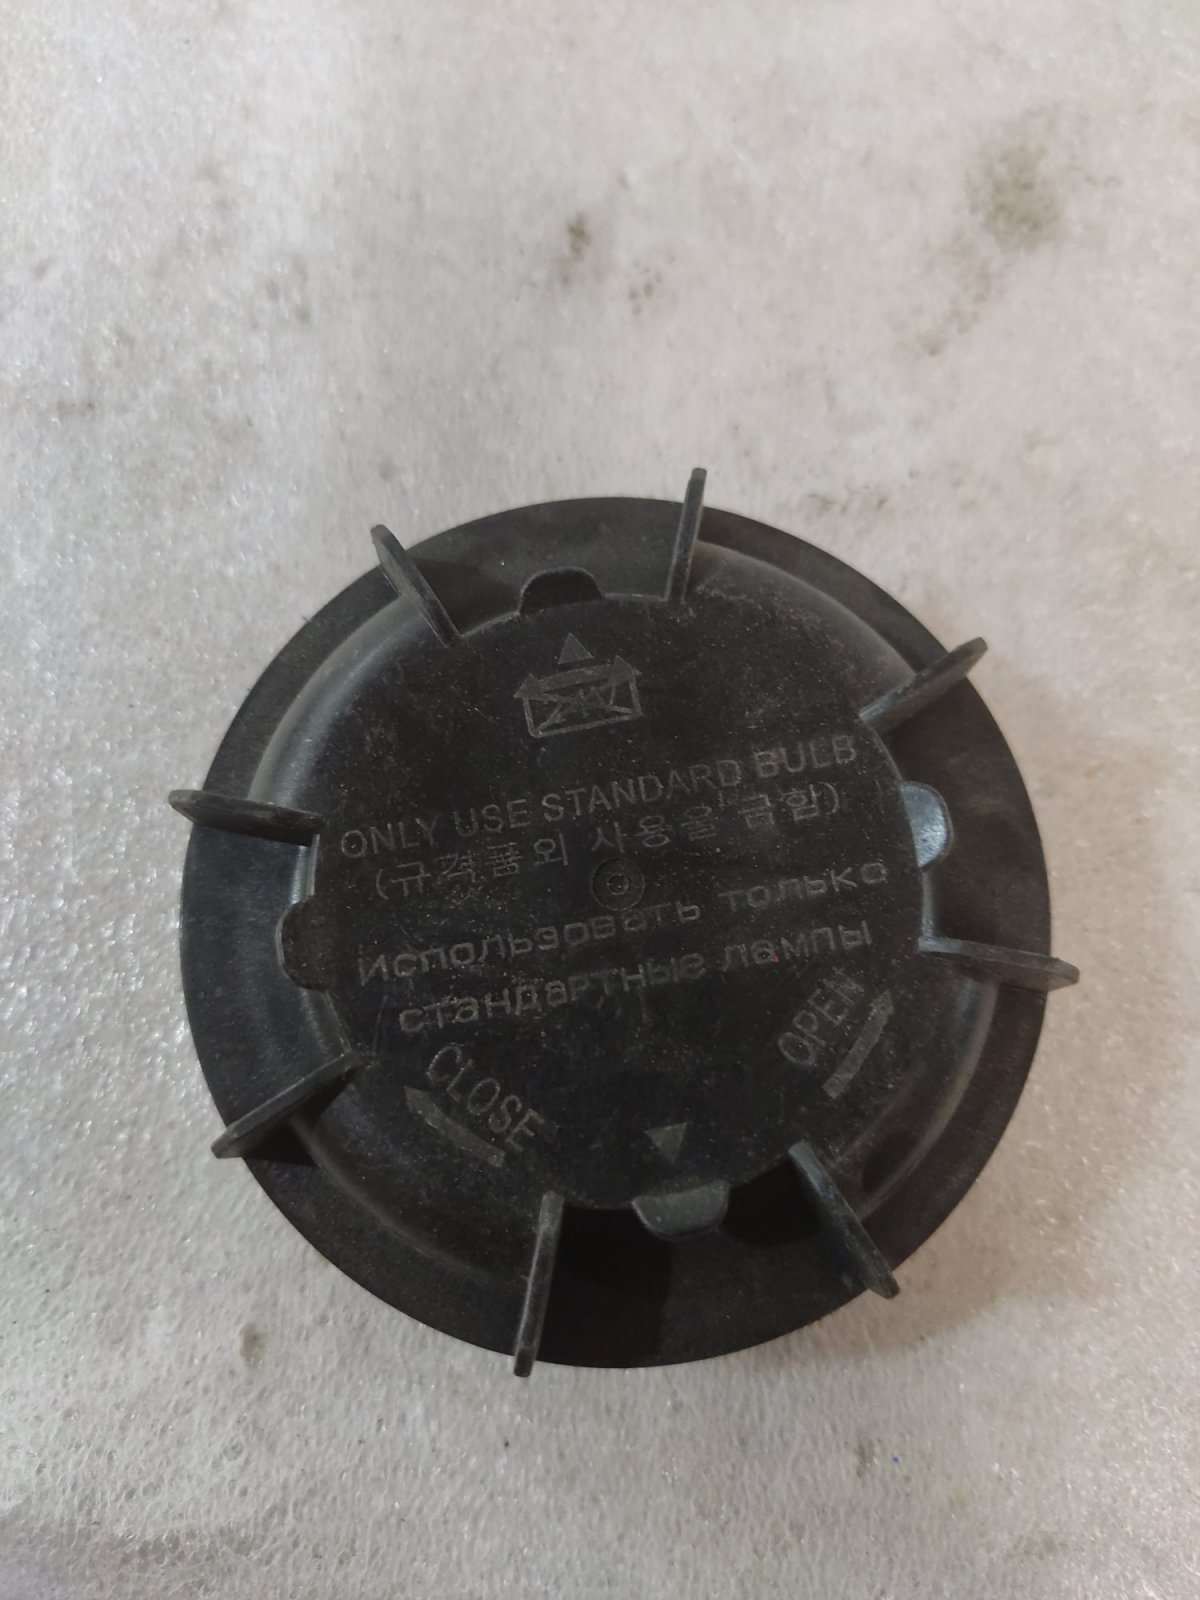 ONLY USE STANDARD BULB
(규격품외 사용을 금함)
Использовать только
стандартные лампы
CLOSE
OPEN